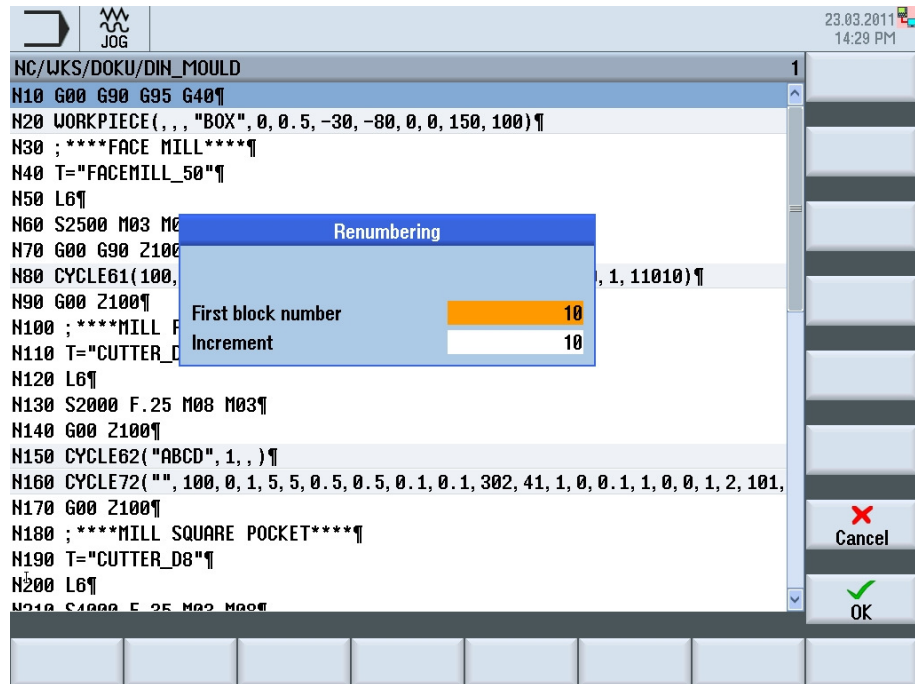 JOG
23.03.2011
14:29 PM
NC/WKS/DOKU/DIN_MOULD 1
N10 G00 G90 G95 G40¶
N20 WORKPIECE(,,,"BOX",0,0.5,-30,-80,0,0,150,100)¶
N30 ;****FACE MILL****¶
N40 T="FACEMILL_50"¶
N50 L6¶
N60 S2500 M03
N70 G00 G90 Z100
N80 CYCLE61(100, ,1,11010)¶
N90 G00 Z100¶
N100 ;****MILL
N110 T="CUTTER_D
N120 L6¶
N130 S2000 F.25 M08 M03¶
N140 G00 Z100¶
N150 CYCLE62("ABCD",1,,)¶
N160 CYCLE72("",100,0,1,5,5,0.5,0.5,0.1,0.1,302,41,1,0,0.1,1,0,0,1,2,101,
N170 G00 Z100¶
N180 ;****MILL SQUARE POCKET****¶
N190 T="CUTTER_D8"¶
N200 L6¶
N210 S4000 F.25 M03 M08¶
Renumbering
First block number 10
Increment 10
Cancel
OK